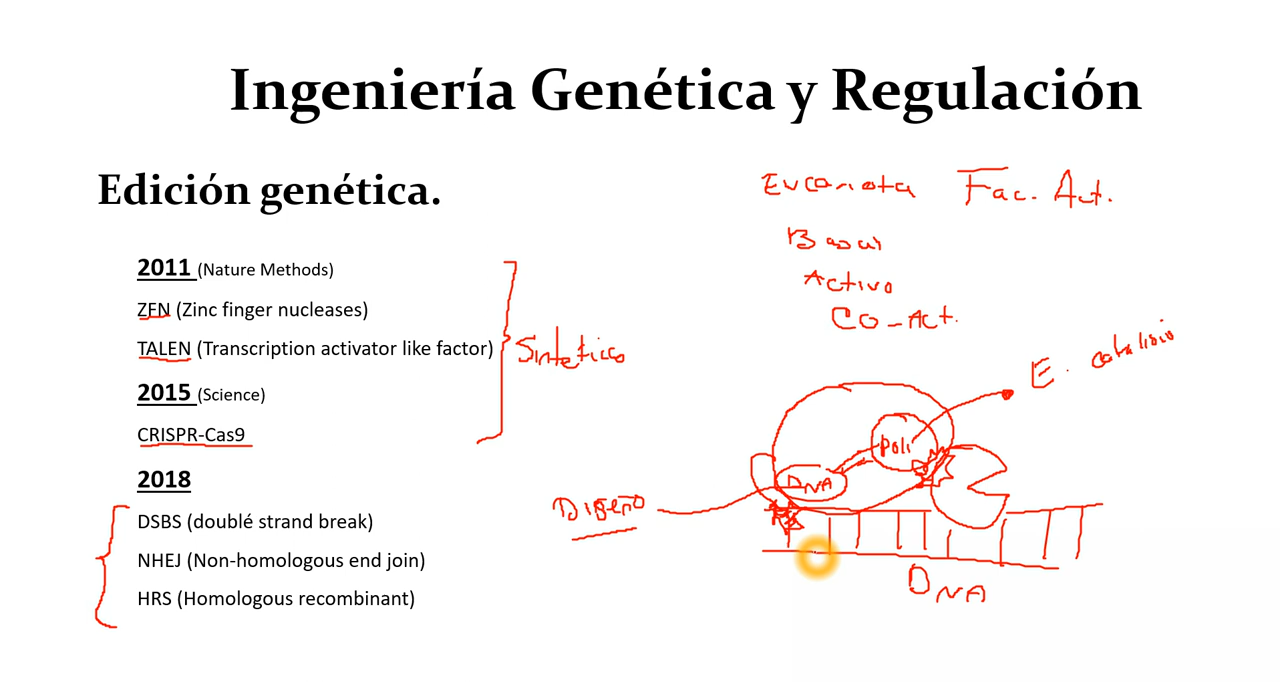 Ingeniería Genética y Regulación
Edición genética.
2011 (Nature Methods)
ZFN (Zinc finger nucleases)
TALEN (Transcription activator like factor)
2015 (Science)
CRISPR-Cas9
2018
DSBS (doublé strand break)
NHEJ (Non-homologous end join)
HRS (Homologous recombinant)
Sintetico
Eucariota Fac. Act.
Basal
Activo
CO-Act.
E.
Poli
DNA
Diseño
DNA